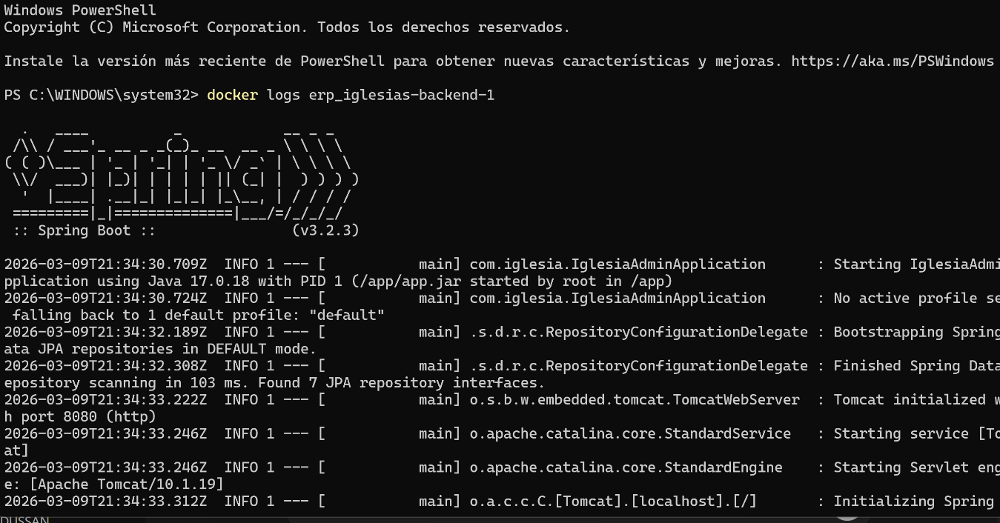 Windows PowerShell
Copyright (C) Microsoft Corporation. Todos los derechos reservados.
Instale la versión más reciente de PowerShell para obtener nuevas características y mejoras. https://aka.ms/PSWindows
PS C:\WINDOWS\system32> docker logs erp_iglesias-backend-1
  .   ____          _            __ _ _
 /\\ / ___'_ __ _ _(_)_ __  __ _ \ \ \ \
( ( )\___ | '_ | '_| | '_ \/ _` | \ \ \ \
 \\/  ___)| |_)| | | | | || (_| |  ) ) ) )
  '  |____| .__|_| |_|_| |_\__, | / / / /
 =========|_|==============|___/=/_/_/_/
 :: Spring Boot ::                (v3.2.3)
2026-03-09T21:34:30.709Z  INFO 1 --- [           main] com.iglesia.IglesiaAdminApplication      : Starting IglesiaAdmi
pplication using Java 17.0.18 with PID 1 (/app/app.jar started by root in /app)
2026-03-09T21:34:30.724Z  INFO 1 --- [           main] com.iglesia.IglesiaAdminApplication      : No active profile se
 falling back to 1 default profile: "default"
2026-03-09T21:34:32.189Z  INFO 1 --- [           main] .s.d.r.c.RepositoryConfigurationDelegate : Bootstrapping Spring
ata JPA repositories in DEFAULT mode.
2026-03-09T21:34:32.308Z  INFO 1 --- [           main] .s.d.r.c.RepositoryConfigurationDelegate : Finished Spring Data
epository scanning in 103 ms. Found 7 JPA repository interfaces.
2026-03-09T21:34:33.222Z  INFO 1 --- [           main] o.s.b.w.embedded.tomcat.TomcatWebServer  : Tomcat initialized w
h port 8080 (http)
2026-03-09T21:34:33.246Z  INFO 1 --- [           main] o.apache.catalina.core.StandardService   : Starting service [To
at]
2026-03-09T21:34:33.246Z  INFO 1 --- [           main] o.apache.catalina.core.StandardEngine    : Starting Servlet eng
e: [Apache Tomcat/10.1.19]
2026-03-09T21:34:33.312Z  INFO 1 --- [           main] o.a.c.c.C.[Tomcat].[localhost].[/]       : Initializing Spring
DUSSAN